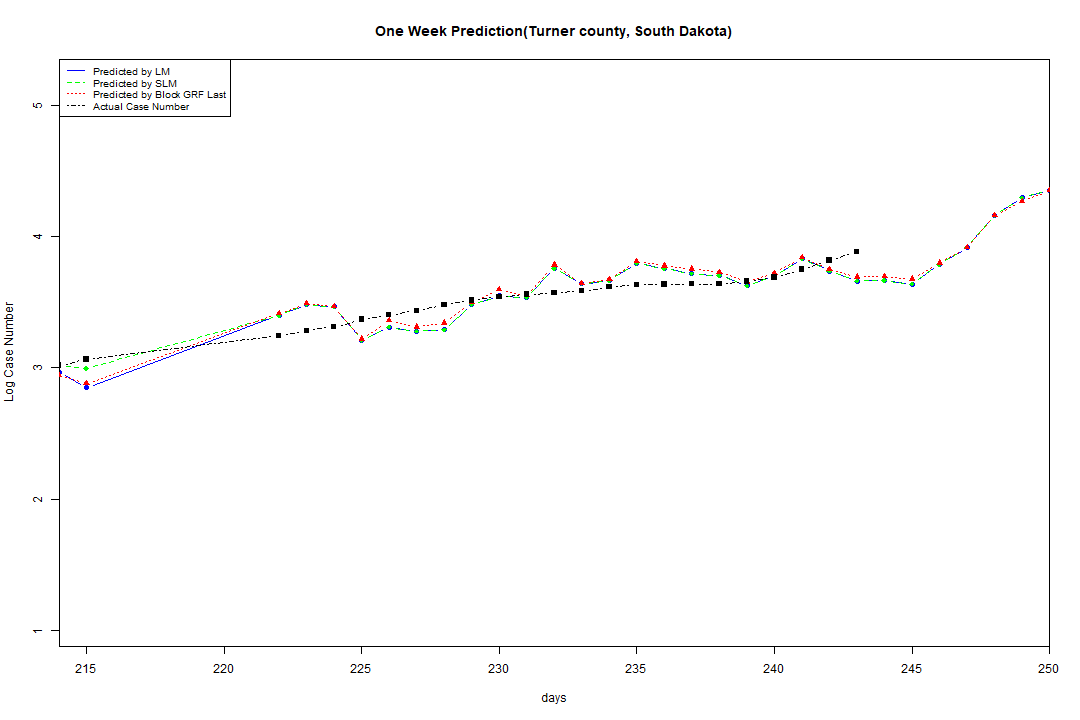 One Week Prediction(Turner county, South Dakota)
Predicted by LM
Predicted by SLM
Predicted by Block GRF Last
Actual Case Number
Log Case Number
5
4
3
2
1
215 220 225 230 235 240 245 250
days